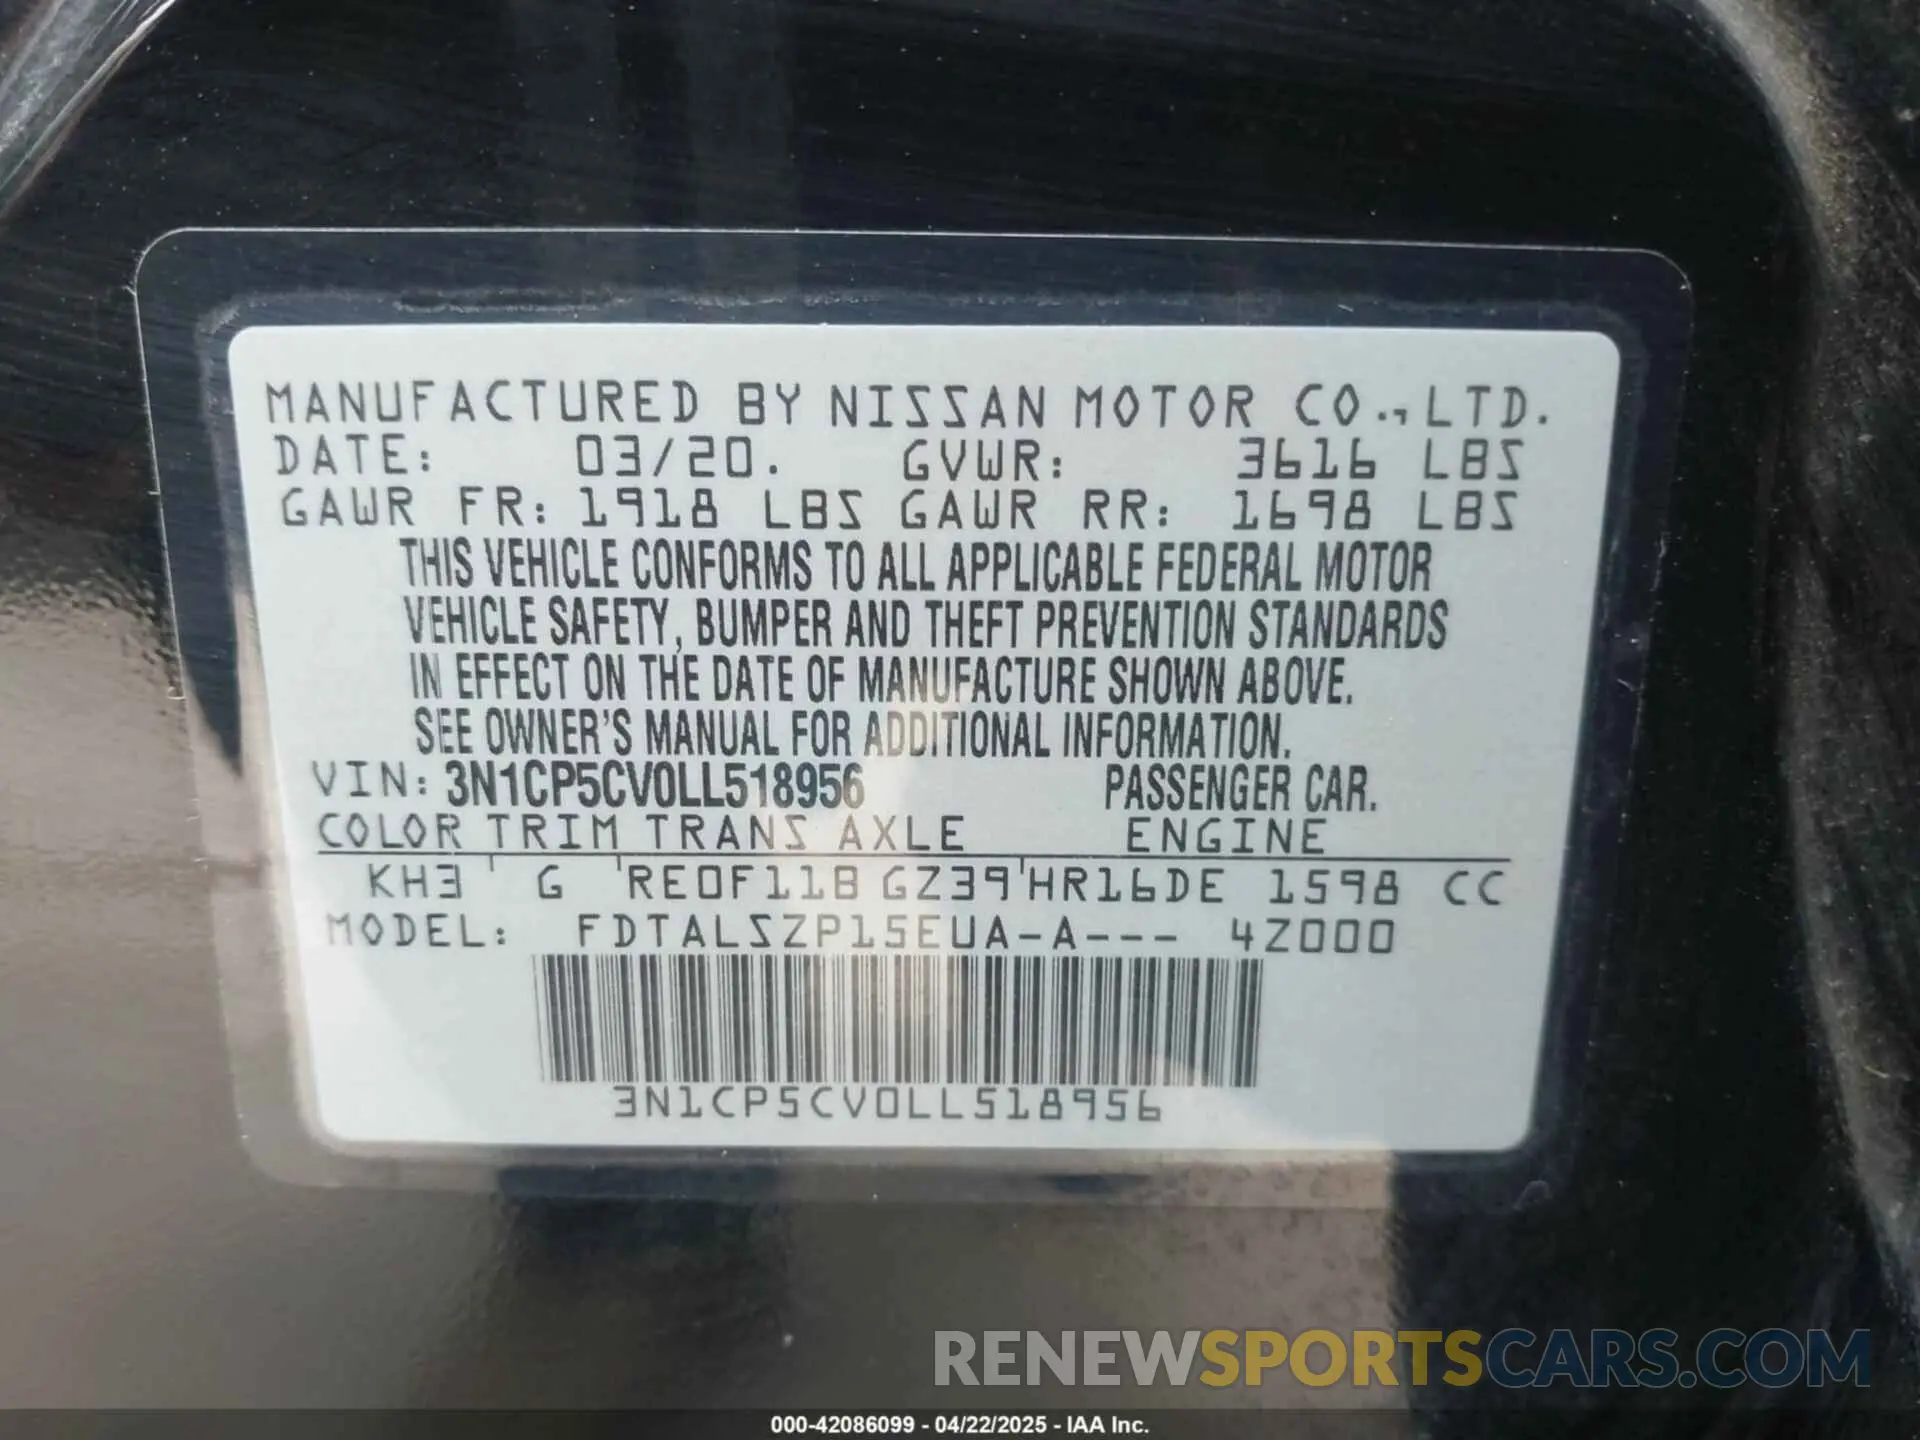 MANUFACTURED BY NISSAN MOTOR CO., LTD.
DATE: 03/20. GVWR: 3616 LBS
GAWR FR: 1918 LBS GAWR RR: 1698 LBS
THIS VEHICLE CONFORMS TO ALL APPLICABLE FEDERAL MOTOR
VEHICLE SAFETY, BUMPER AND THEFT PREVENTION STANDARDS
IN EFFECT ON THE DATE OF MANUFACTURE SHOWN ABOVE.
SEE OWNER'S MANUAL FOR ADDITIONAL INFORMATION.
VIN: 3N1CP5CV0LL518956 PASSENGER CAR.
COLOR TRIM TRANS AXLE ENGINE
KH3 ' G ' RE0F11B GZ39 ' HR16DE 1598 CC
MODEL: FDTALSZP15EUA-A--- 4Z000
3N1CP5CV0LL518956
RENEWSPORTSCARS.COM
000-42086099 - 04/22/2025 - IAA Inc.